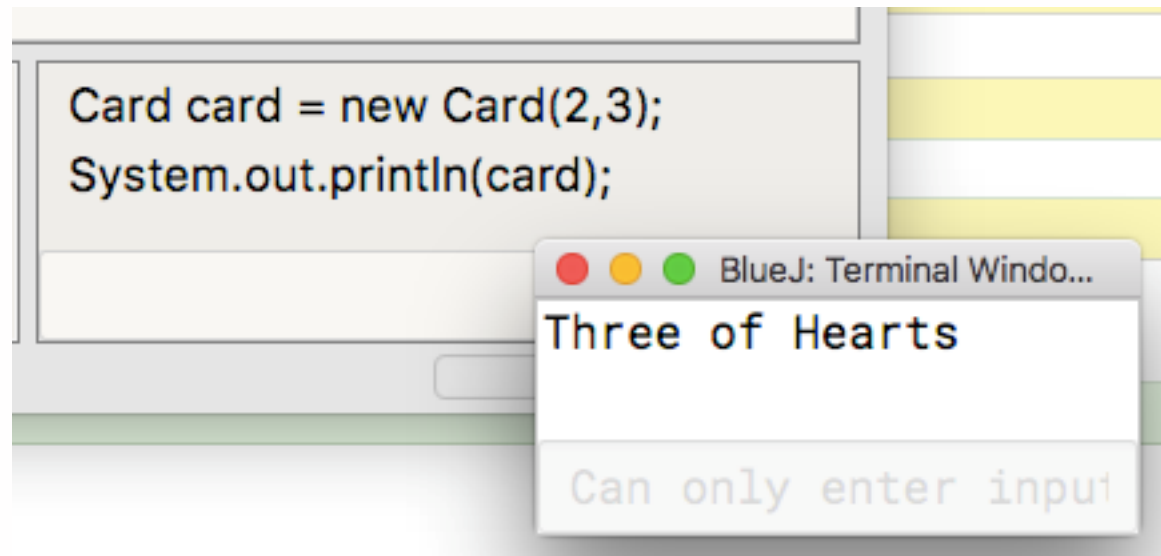 Card card = new Card(2,3);
System.out.println(card);
BlueJ: Terminal Windo...
Three of Hearts
Can only enter input